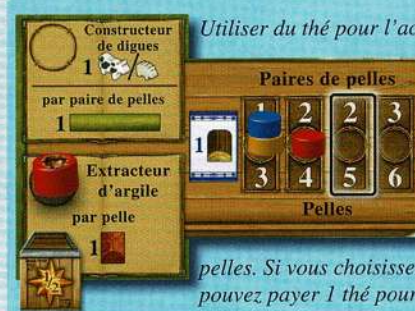 Utiliser du thé pour l'ac
Constructeur
de digues
1
par paire de pelles
1
Extracteur
d'argile
par pelle
1
1/2
Paires de pelles
1
1 2 2 3
3 4 5 6
Pelles
pelles. Si vous choisisse
pouvez payer 1 thé pour